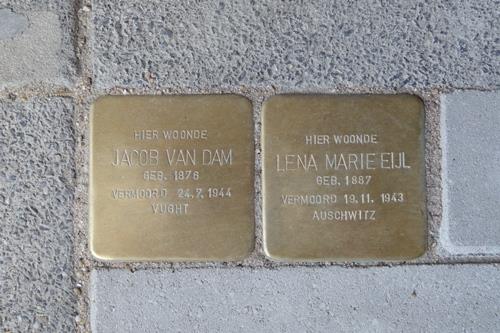 HIER WOONDE
JACOB VAN DAM
GEB. 1876
VERMOORD 24.7.1944
VUGHT
HIER WOONDE
LENA MARIE EIJL
GEB. 1887
VERMOORD 19.11.1943
AUSCHWITZ